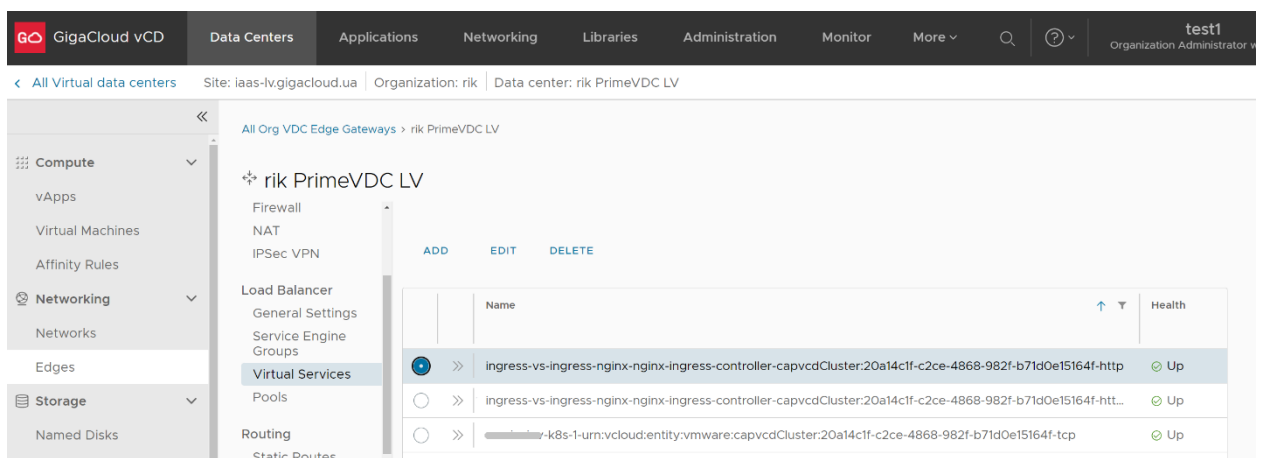 GO GigaCloud vCD Data Centers Applications Networking Libraries Administration Monitor More test1
Organization Administrator
All Virtual data centers Site: iaas-lv.gigacloud.ua Organization: rik Data center: rik PrimeVDC LV
All Org VDC Edge Gateways > rik PrimeVDC LV
Compute
vApps
Virtual Machines
Affinity Rules
Networking
Networks
Edges
Storage
Named Disks
rik PrimeVDC LV
Firewall
NAT
IPSec VPN
Load Balancer
General Settings
Service Engine
Groups
Virtual Services
Pools
Routing
Static Routes
ADD EDIT DELETE
Name Health
ingress-vs-ingress-nginx-nginx-ingress-controller-capvcdCluster:20a14c1f-c2ce-4868-982f-b71d0e15164f-http Up
ingress-vs-ingress-nginx-nginx-ingress-controller-capvcdCluster:20a14c1f-c2ce-4868-982f-b71d0e15164f-htt... Up
-k8s-1-urn:vcloud:entity:vmware:capvcdCluster:20a14c1f-c2ce-4868-982f-b71d0e15164f-tcp Up